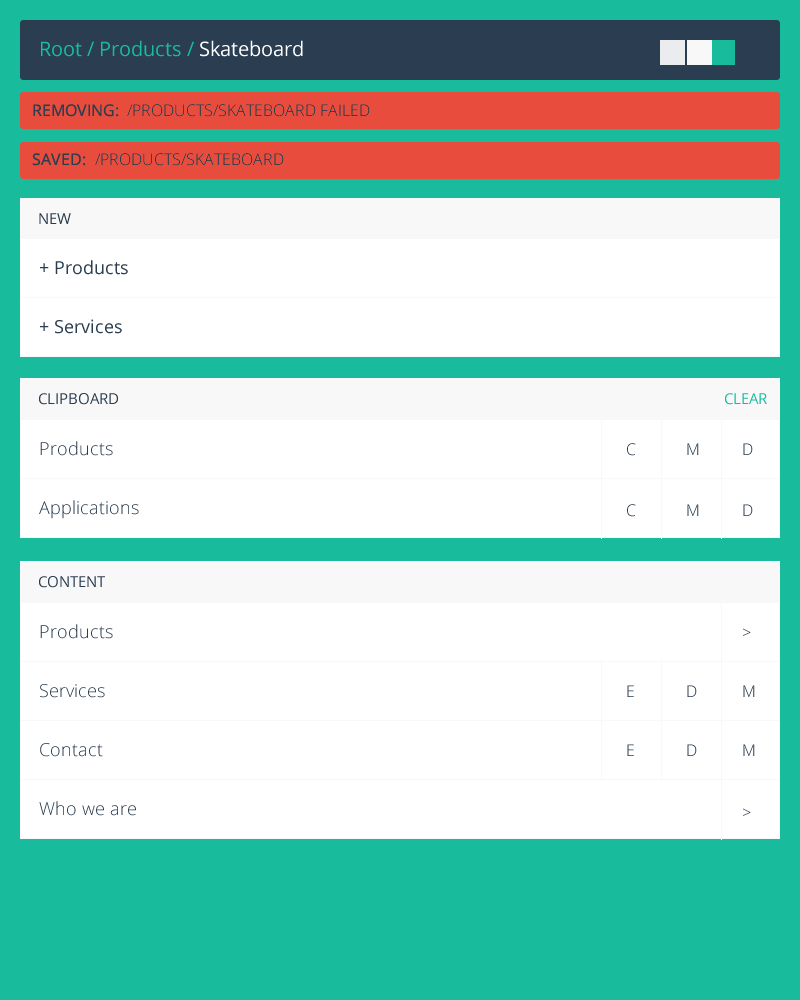 Root / Products / Skateboard
REMOVING: /PRODUCTS/SKATEBOARD FAILED
SAVED: /PRODUCTS/SKATEBOARD
NEW
+ Products
+ Services
CLIPBOARD CLEAR
Products C M D
Applications C M D
CONTENT
Products >
Services E D M
Contact E D M
Who we are >